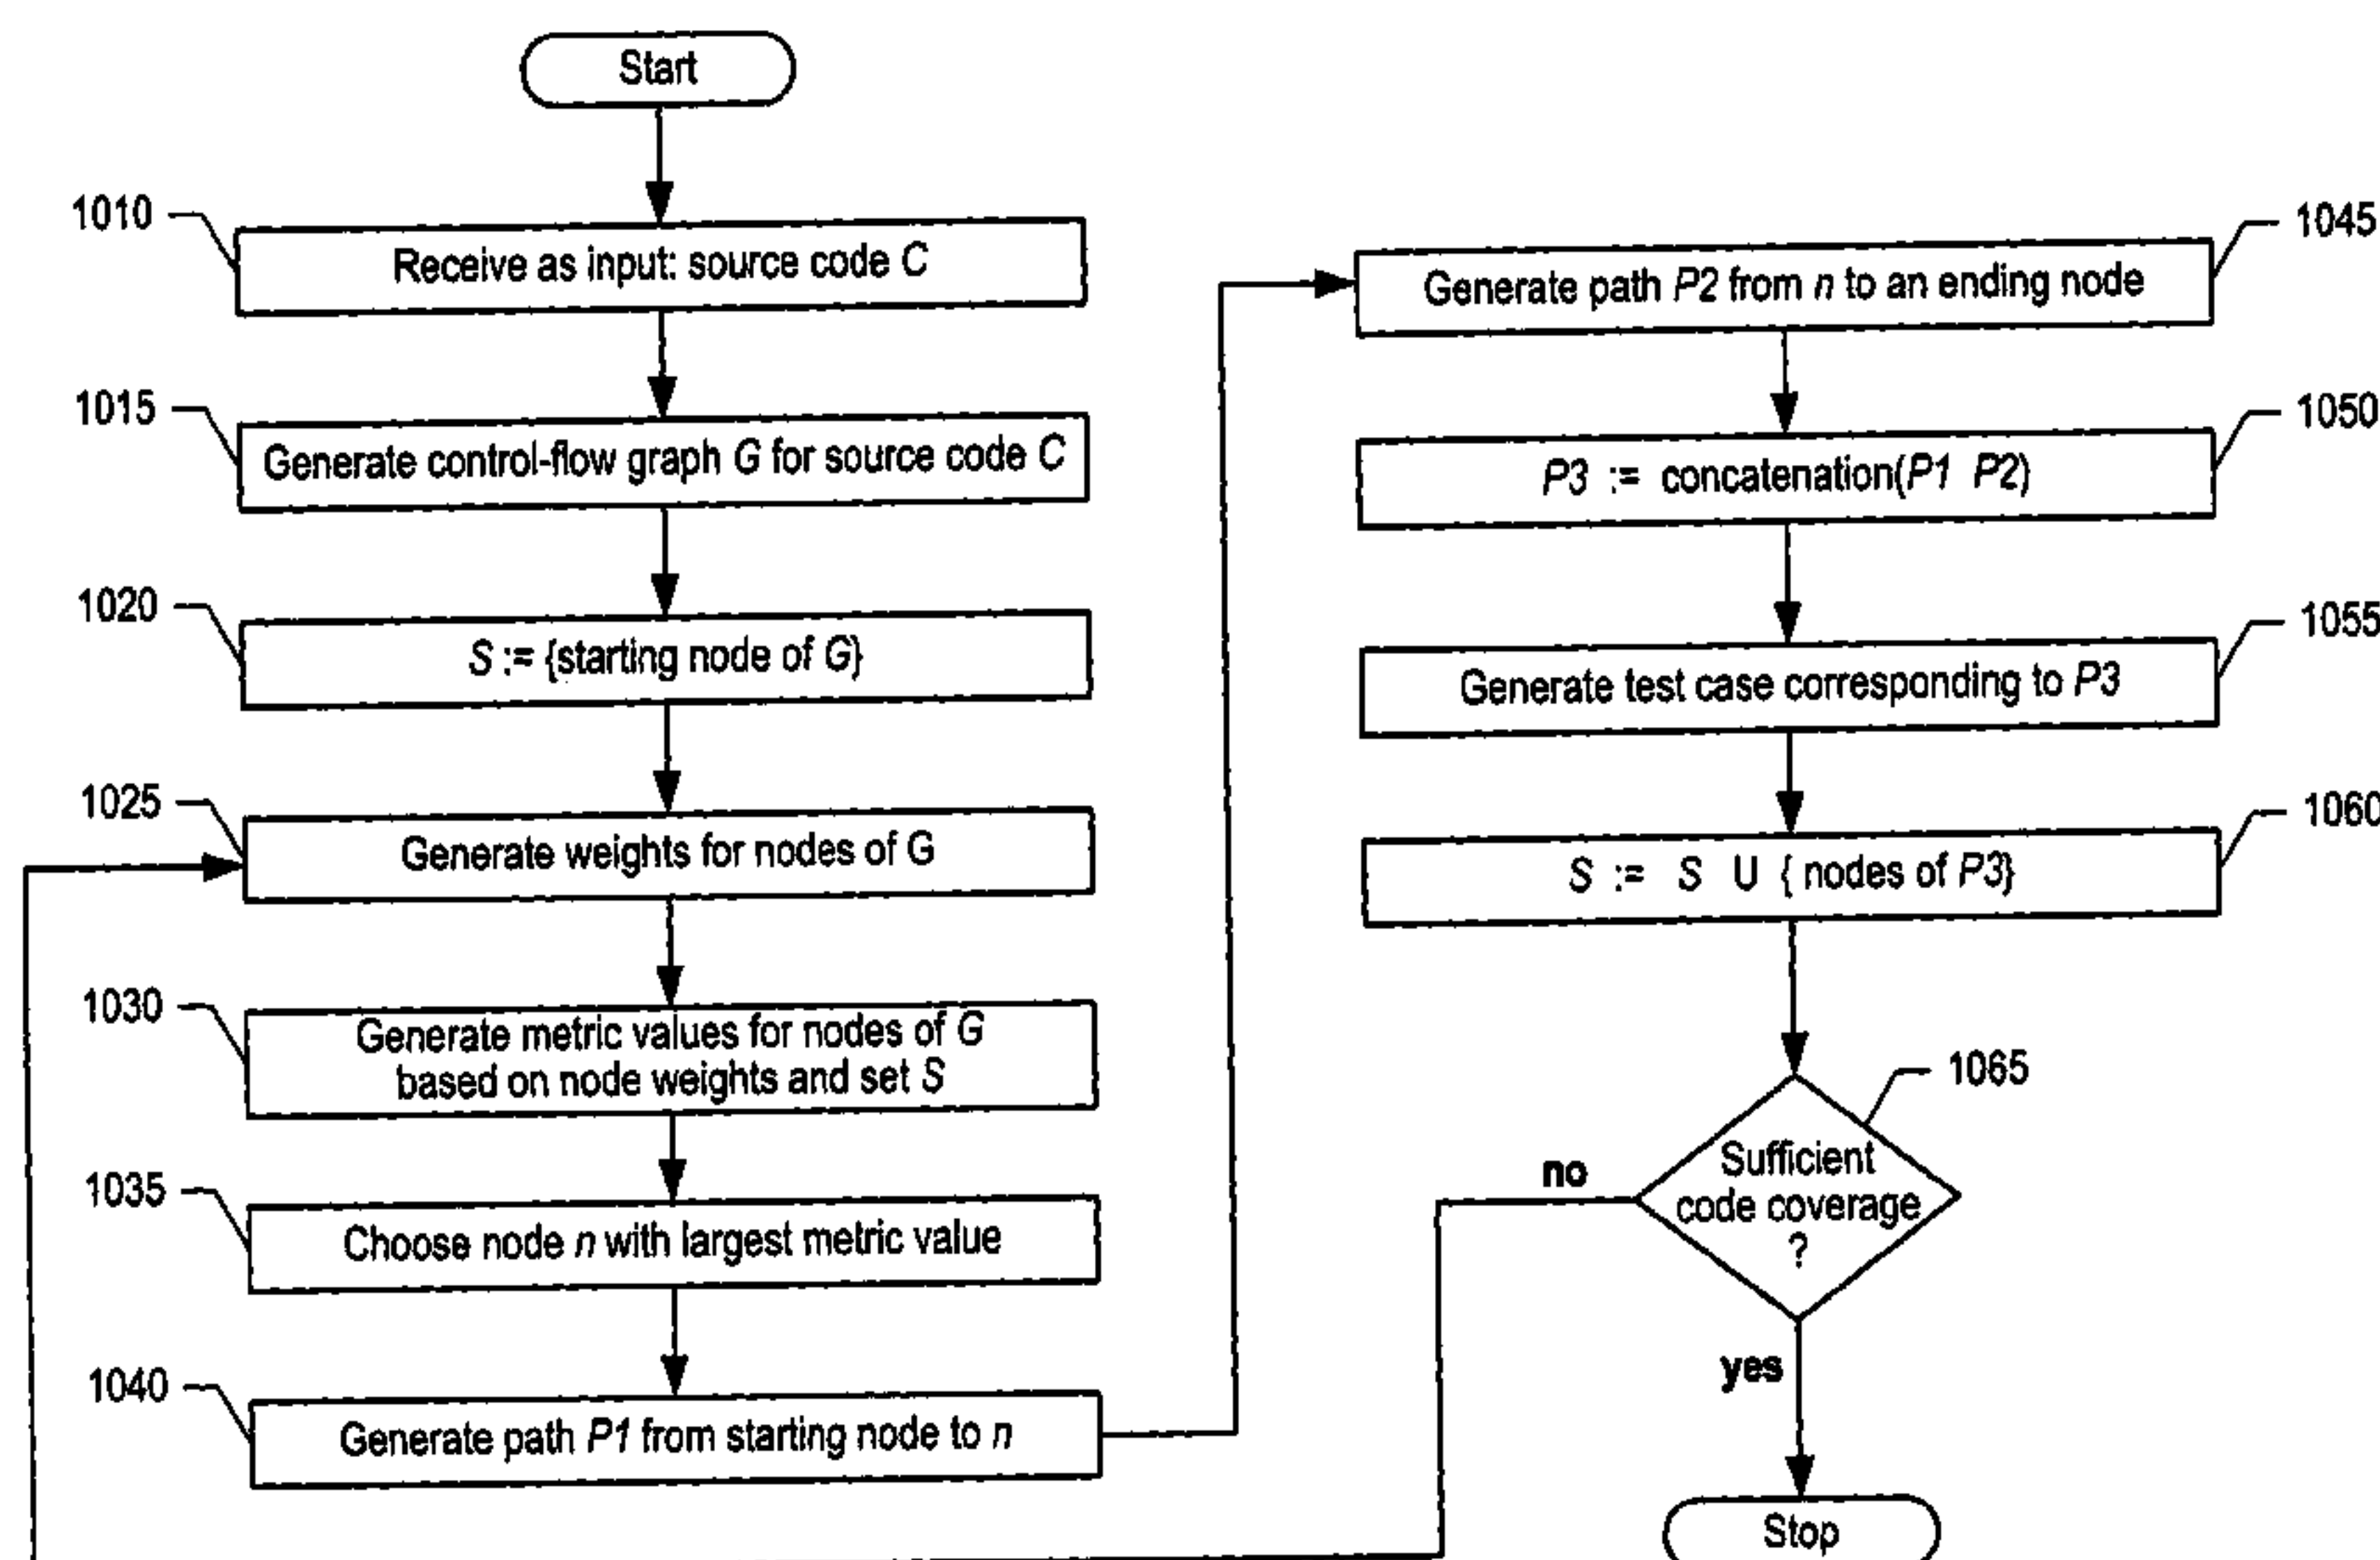 Start
1010
Receive as input: source code C
1015
Generate control-flow graph G for source code C
1020
S := {starting node of G}
1025
Generate weights for nodes of G
1030
Generate metric values for nodes of G
based on node weights and set S
1035
Choose node n with largest metric value
1040
Generate path P1 from starting node to n
1045
Generate path P2 from n to an ending node
1050
P3 := concatenation(P1 P2)
1055
Generate test case corresponding to P3
1060
S := S U { nodes of P3}
1065
Sufficient
code coverage
?
no
yes
Stop